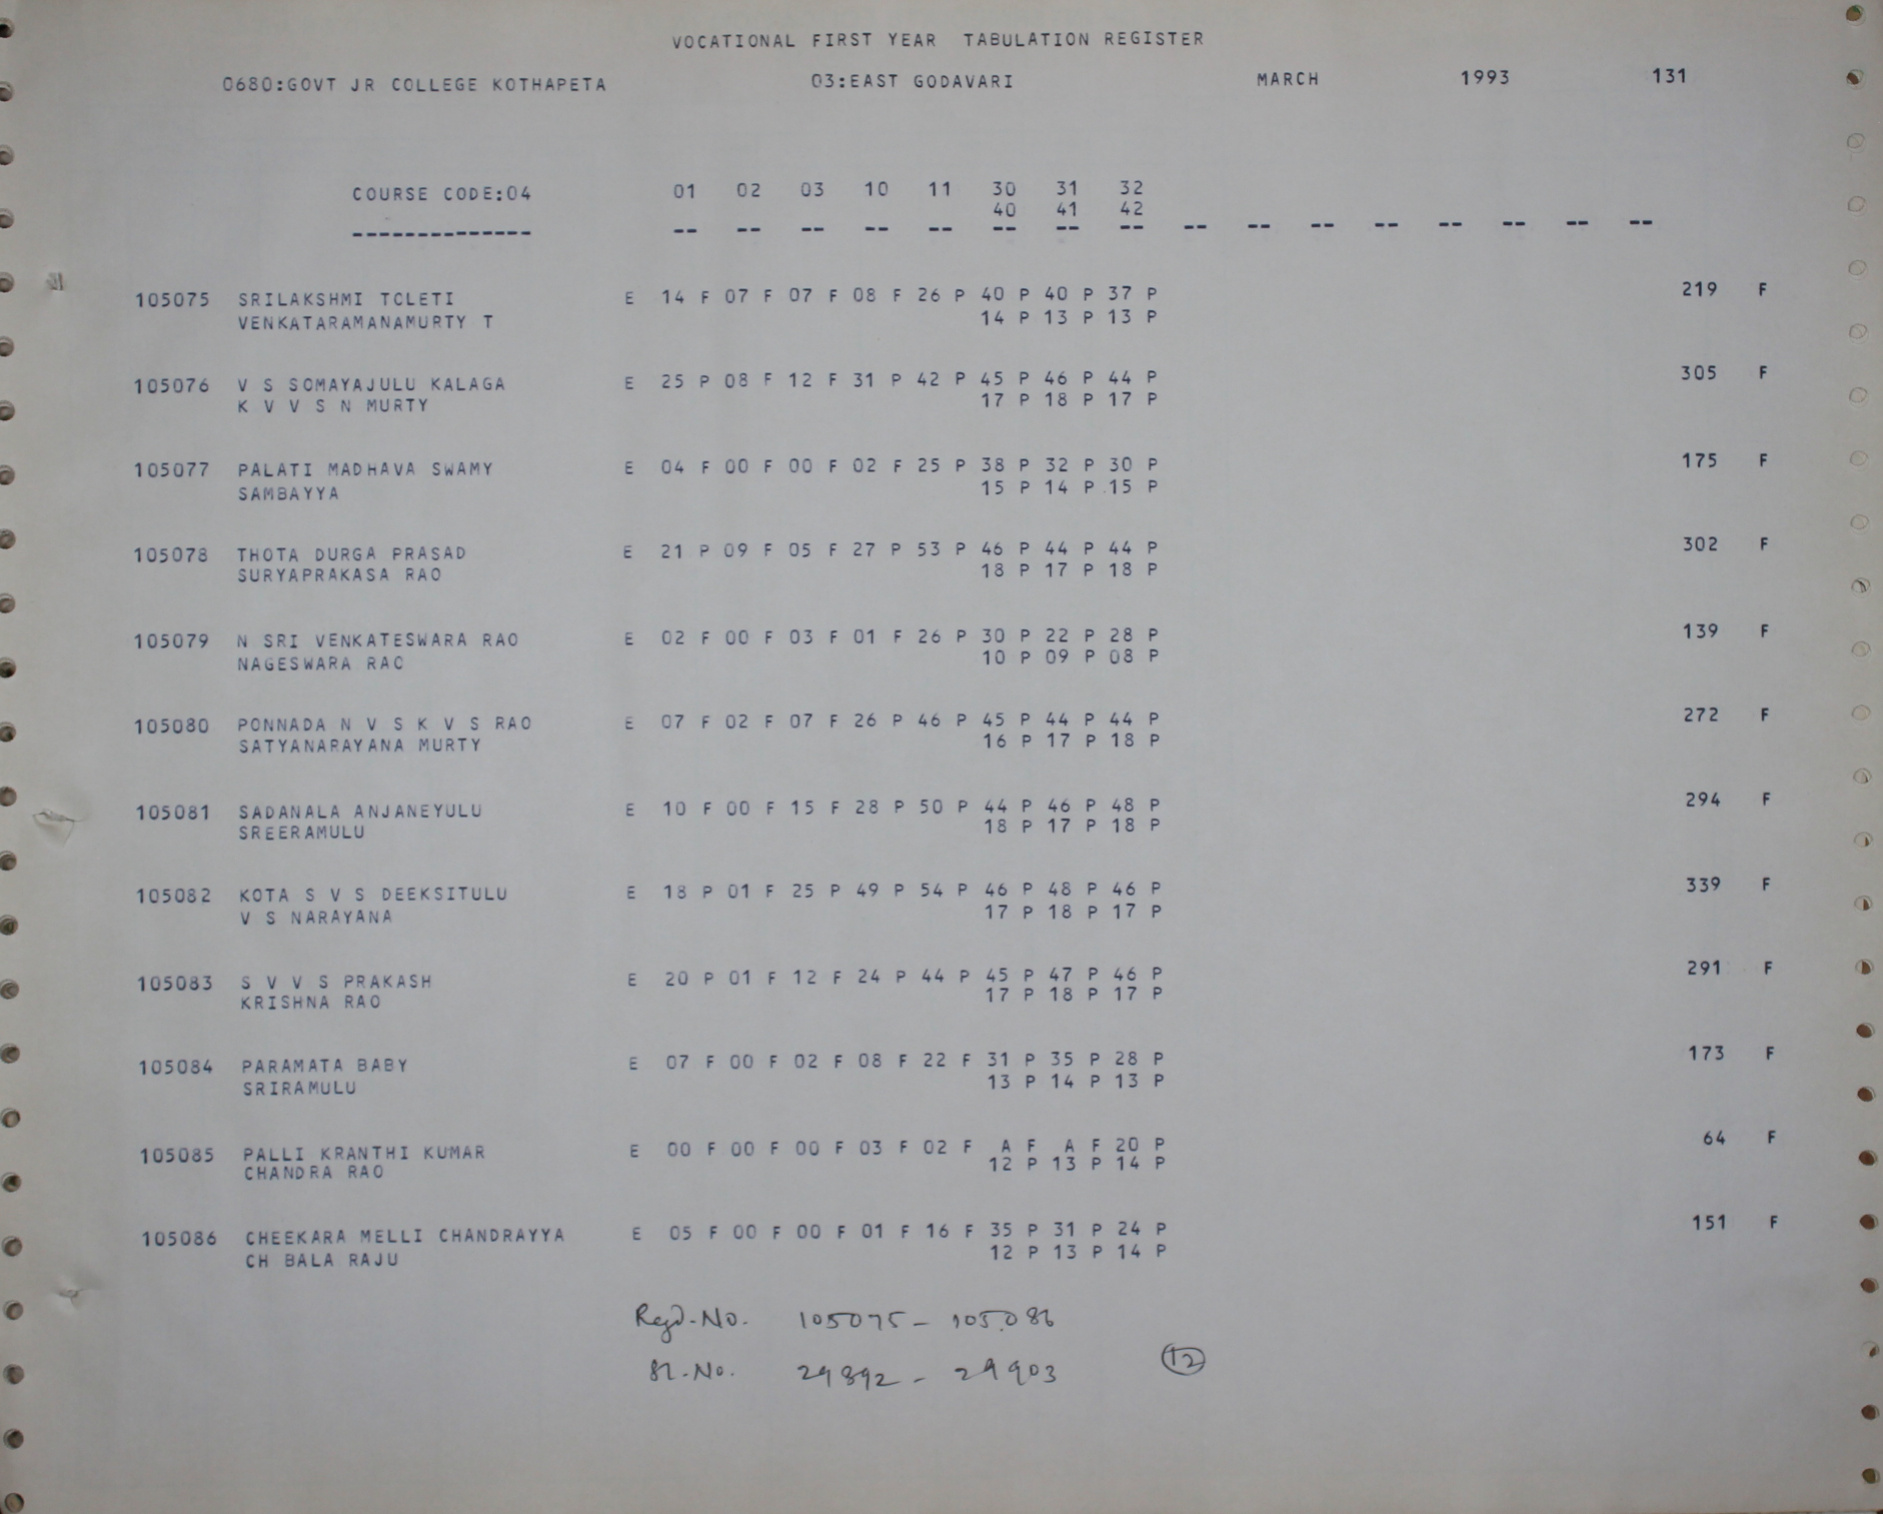 VOCATIONAL FIRST YEAR TABULATION REGISTER
0680:GOVT JR COLLEGE KOTHAPETA 03:EAST GODAVARI MARCH 1993 131
COURSE CODE:04 01 02 03 10 11 30 31 32
40 41 42
-------------- -- -- -- -- -- -- -- -- -- -- -- -- -- -- -- --
105075 SRILAKSHMI TCLETI E 14 F 07 F 07 F 08 F 26 P 40 P 40 P 37 P 219 F
VENKATARAMANAMURTY T 14 P 13 P 13 P
105076 V S SOMAYAJULU KALAGA E 25 P 08 F 12 F 31 P 42 P 45 P 46 P 44 P 305 F
K V V S N MURTY 17 P 18 P 17 P
105077 PALATI MADHAVA SWAMY E 04 F 00 F 00 F 02 F 25 P 38 P 32 P 30 P 175 F
SAMBAYYA 15 P 14 P 15 P
105078 THOTA DURGA PRASAD E 21 P 09 F 05 F 27 P 53 P 46 P 44 P 44 P 302 F
SURYAPRAKASA RAO 18 P 17 P 18 P
105079 N SRI VENKATESWARA RAO E 02 F 00 F 03 F 01 F 26 P 30 P 22 P 28 P 139 F
NAGESWARA RAC 10 P 09 P 08 P
105080 PONNADA N V S K V S RAO E 07 F 02 F 07 F 26 P 46 P 45 P 44 P 44 P 272 F
SATYANARAYANA MURTY 16 P 17 P 18 P
105081 SADANALA ANJANEYULU E 10 F 00 F 15 F 28 P 50 P 44 P 46 P 48 P 294 F
SREERAMULU 18 P 17 P 18 P
105082 KOTA S V S DEEKSITULU E 18 P 01 F 25 P 49 P 54 P 46 P 48 P 46 P 339 F
V S NARAYANA 17 P 18 P 17 P
105083 S V V S PRAKASH E 20 P 01 F 12 F 24 P 44 P 45 P 47 P 46 P 291 F
KRISHNA RAO 17 P 18 P 17 P
105084 PARAMATA BABY E 07 F 00 F 02 F 08 F 22 F 31 P 35 P 28 P 173 F
SRIRAMULU 13 P 14 P 13 P
105085 PALLI KRANTHI KUMAR E 00 F 00 F 00 F 03 F 02 F A F A F 20 P 64 F
CHANDRA RAO 12 P 13 P 14 P
105086 CHEEKARA MELLI CHANDRAYYA E 05 F 00 F 00 F 01 F 16 F 35 P 31 P 24 P 151 F
CH BALA RAJU 12 P 13 P 14 P
Regd.No. 105075 - 105086
Sl.No. 29892 - 29903 12